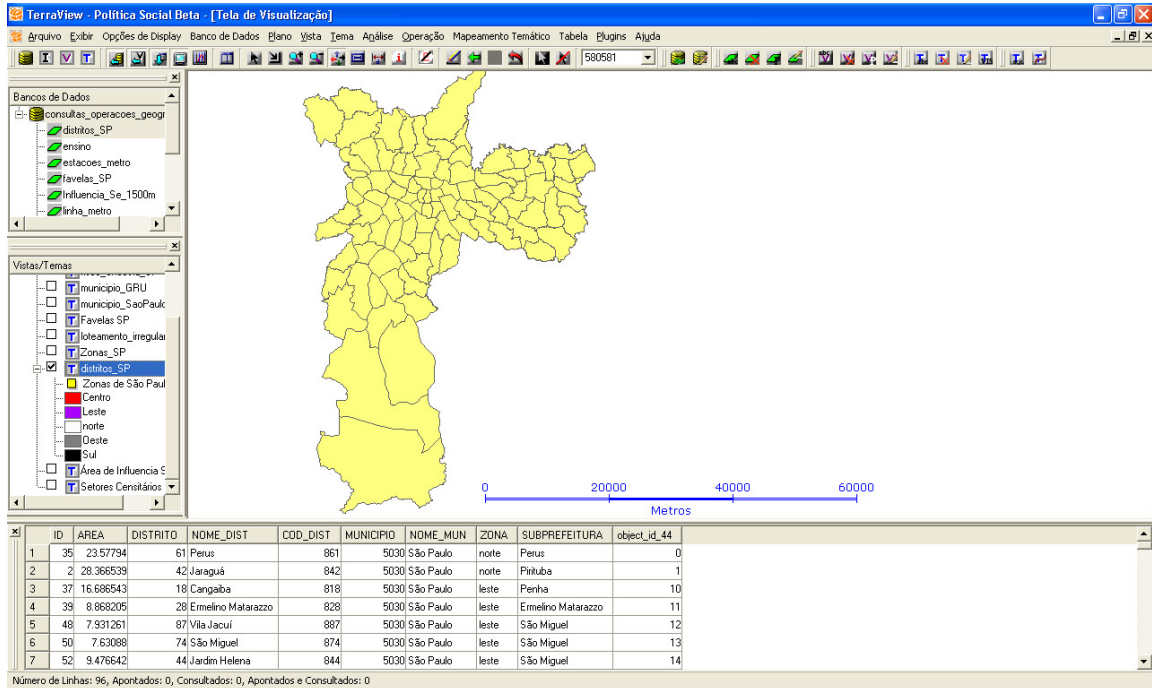 TerraView - Política Social Beta - [Tela de Visualização]
Arquivo Exibir Opções de Display Banco de Dados Plano Vista Tema Análise Operação Mapeamento Temático Tabela Plugins Ajuda
580581
Bancos de Dados
consultas_operacoes_geogr
distritos_SP
ensino
estacoes_metro
favelas_SP
Influencia_Se_1500m
linha_metro
Vistas/Temas
municipio_GRU
municipio_SaoPaulo
Favelas SP
loteamento_irregular
Zonas_SP
distritos_SP
Zonas de São Paul
Centro
Leste
norte
Oeste
Sul
Área de Influencia S
Setores Censitários
0 20000 40000 60000
Metros
ID AREA DISTRITO NOME_DIST COD_DIST MUNICIPIO NOME_MUN ZONA SUBPREFEITURA object_id_44
1 35 23.57794 61 Perus 861 5030 São Paulo norte Perus 0
2 2 28.366539 42 Jaraguá 842 5030 São Paulo norte Pirituba 1
3 37 16.686543 18 Cangaiba 818 5030 São Paulo leste Penha 10
4 39 8.868205 28 Ermelino Matarazzo 828 5030 São Paulo leste Ermelino Matarazzo 11
5 48 7.931261 87 Vila Jacuí 887 5030 São Paulo leste São Miguel 12
6 50 7.63088 74 São Miguel 874 5030 São Paulo leste São Miguel 13
7 52 9.476642 44 Jardim Helena 844 5030 São Paulo leste São Miguel 14
Número de Linhas: 96, Apontados: 0, Consultados: 0, Apontados e Consultados: 0